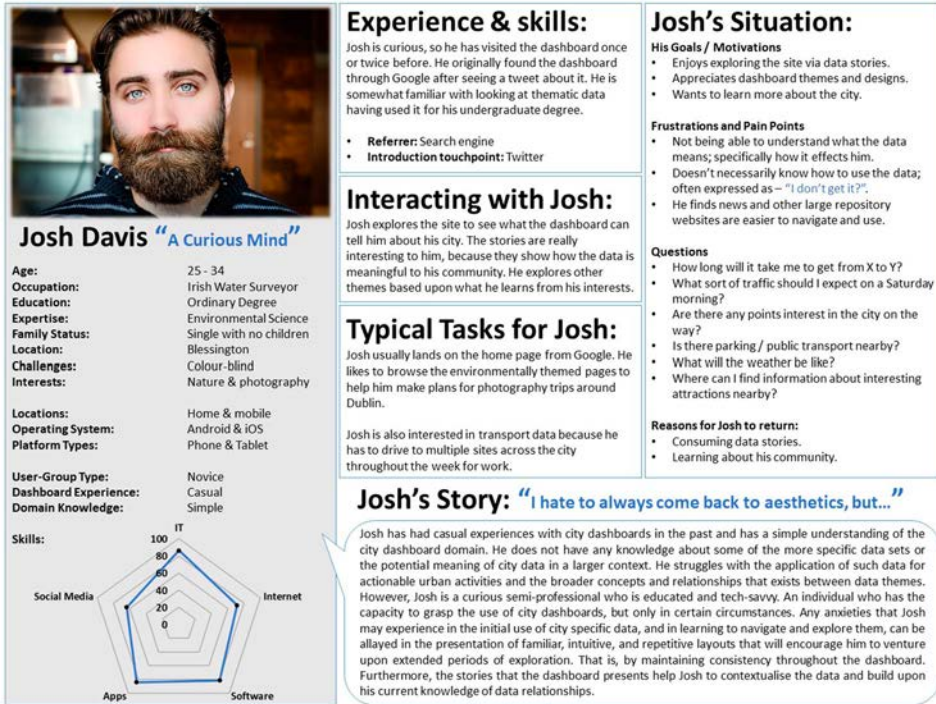 Josh Davis “A Curious Mind”
Age: 25 - 34
Occupation: Irish Water Surveyor
Education: Ordinary Degree
Expertise: Environmental Science
Family Status: Single with no children
Location: Blessington
Challenges: Colour-blind
Interests: Nature & photography
Locations: Home & mobile
Operating System: Android & iOS
Platform Types: Phone & Tablet
User-Group Type: Novice
Dashboard Experience: Casual
Domain Knowledge: Simple
Skills:
IT
100
80
60
40
20
0
Social Media
Internet
Apps
Software
Experience & skills:
Josh is curious, so he has visited the dashboard once
or twice before. He originally found the dashboard
through Google after seeing a tweet about it. He is
somewhat familiar with looking at thematic data
having used it for his undergraduate degree.
• Referrer: Search engine
• Introduction touchpoint: Twitter
Interacting with Josh:
Josh explores the site to see what the dashboard can
tell him about his city. The stories are really
interesting to him, because they show how the data is
meaningful to his community. He explores other
themes based upon what he learns from his interests.
Typical Tasks for Josh:
Josh usually lands on the home page from Google. He
likes to browse the environmentally themed pages to
help him make plans for photography trips around
Dublin.
Josh is also interested in transport data because he
has to drive to multiple sites across the city
throughout the week for work.
Josh’s Situation:
His Goals / Motivations
• Enjoys exploring the site via data stories.
• Appreciates dashboard themes and designs.
• Wants to learn more about the city.
Frustrations and Pain Points
• Not being able to understand what the data
means; specifically how it effects him.
• Doesn’t necessarily know how to use the data;
often expressed as – “I don’t get it?”.
• He finds news and other large repository
websites are easier to navigate and use.
Questions
• How long will it take me to get from X to Y?
• What sort of traffic should I expect on a Saturday
morning?
• Are there any points interest in the city on the
way?
• Is there parking / public transport nearby?
• What will the weather be like?
• Where can I find information about interesting
attractions nearby?
Reasons for Josh to return:
• Consuming data stories.
• Learning about his community.
Josh’s Story: “I hate to always come back to aesthetics, but…”
Josh has had casual experiences with city dashboards in the past and has a simple understanding of the
city dashboard domain. He does not have any knowledge about some of the more specific data sets or
the potential meaning of city data in a larger context. He struggles with the application of such data for
actionable urban activities and the broader concepts and relationships that exists between data themes.
However, Josh is a curious semi-professional who is educated and tech-savvy. An individual who has the
capacity to grasp the use of city dashboards, but only in certain circumstances. Any anxieties that Josh
may experience in the initial use of city specific data, and in learning to navigate and explore them, can be
allayed in the presentation of familiar, intuitive, and repetitive layouts that will encourage him to venture
upon extended periods of exploration. That is, by maintaining consistency throughout the dashboard.
Furthermore, the stories that the dashboard presents help Josh to contextualise the data and build upon
his current knowledge of data relationships.